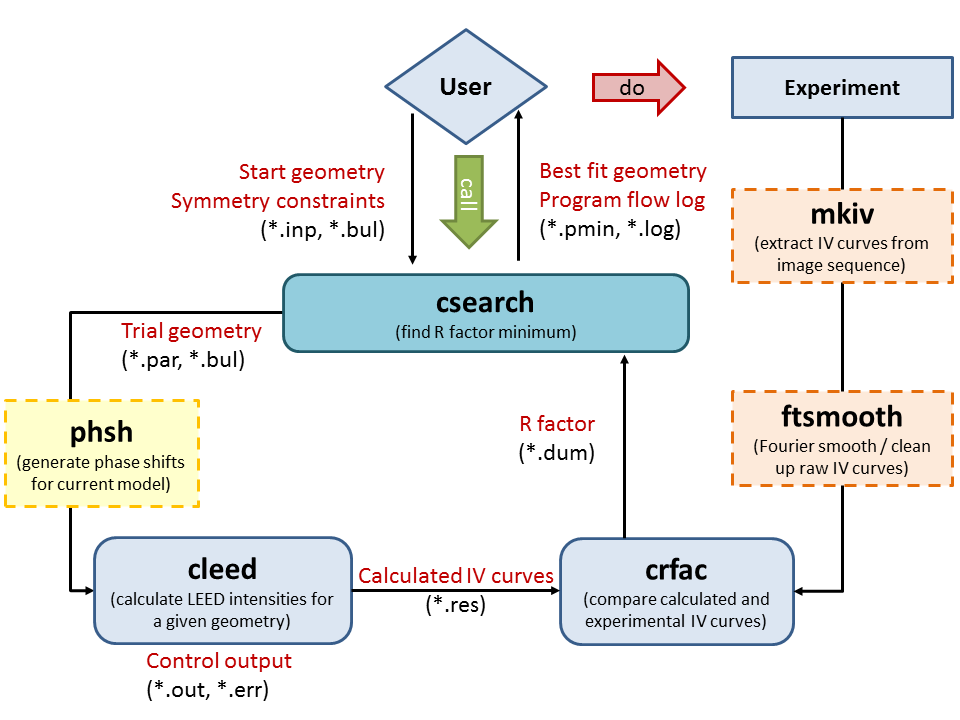 User
do
Experiment
Start geometry
Symmetry constraints
(*.inp, *.bul)
call
Best fit geometry
Program flow log
(*.pmin, *.log)
mkiv
(extract IV curves from
image sequence)
csearch
(find R factor minimum)
Trial geometry
(*.par, *.bul)
phsh
(generate phase shifts
for current model)
R factor
(*.dum)
ftsmooth
(Fourier smooth / clean
up raw IV curves)
cleed
(calculate LEED intensities for
a given geometry)
Calculated IV curves
(*.res)
crfac
(compare calculated and
experimental IV curves)
Control output
(*.out, *.err)